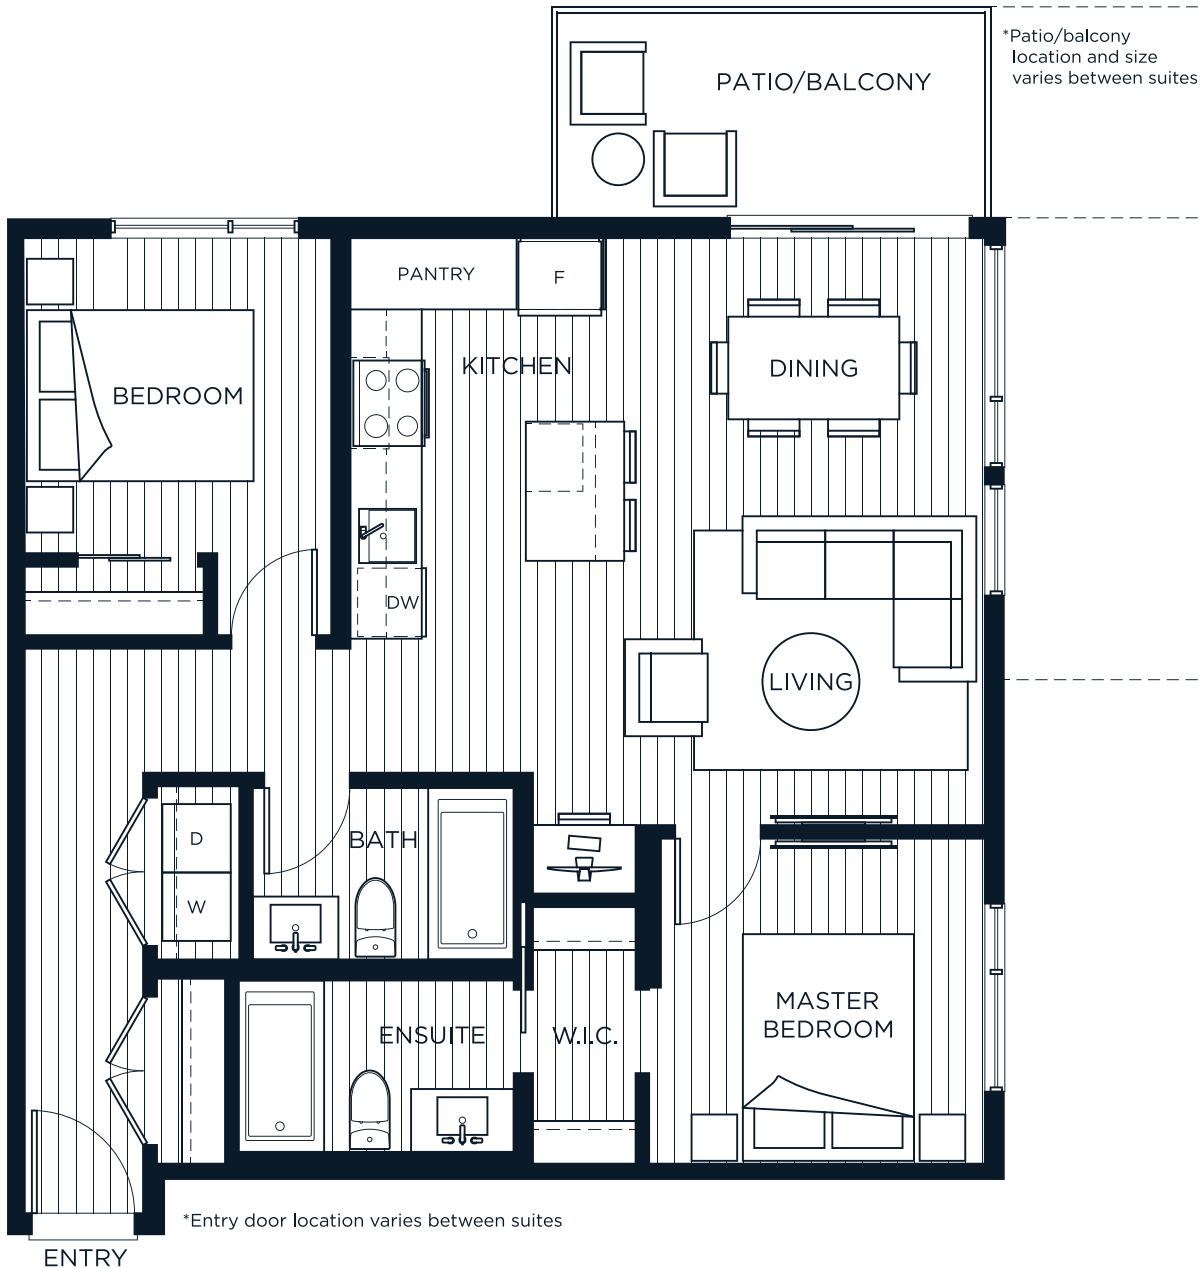 *Patio/balcony
location and size
varies between suites
PATIO/BALCONY
PANTRY
F
KITCHEN
DINING
BEDROOM
DW
LIVING
D
BATH
W
MASTER
BEDROOM
ENSUITE
W.I.C.
*Entry door location varies between suites
ENTRY